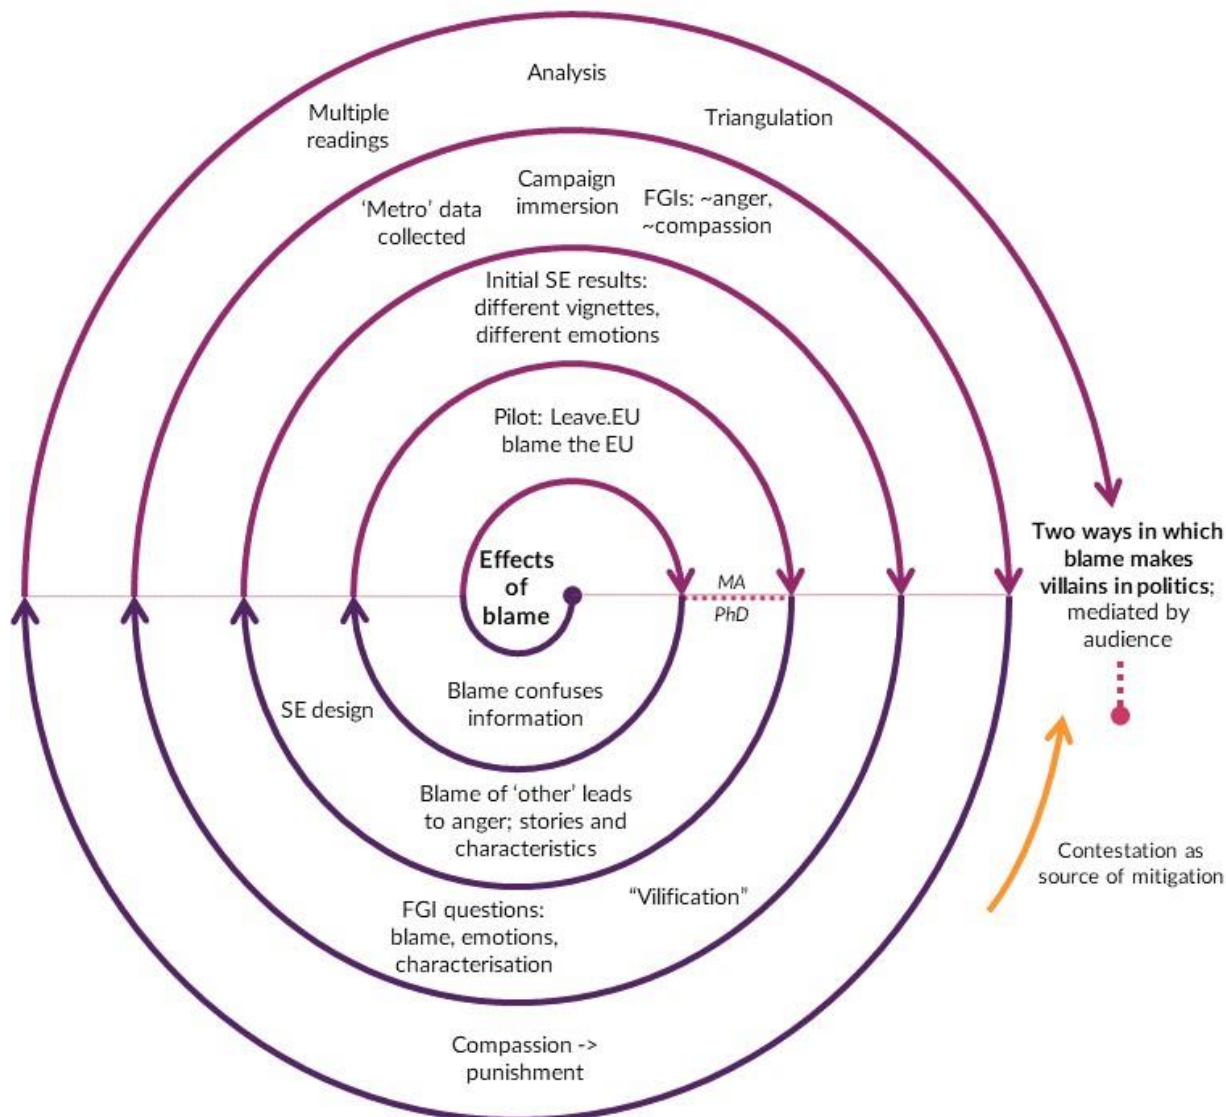 Analysis
Multiple
readings
Triangulation
Campaign
immersion
‘Metro’ data
collected
FGIs: ~anger,
~compassion
Initial SE results:
different vignettes,
different emotions
Pilot: Leave.EU
blame the EU
Effects
of
blame
MA
PhD
Two ways in which
blame makes
villains in politics;
mediated by
audience
Blame confuses
information
SE design
Blame of ‘other’ leads
to anger; stories and
characteristics
Contestation as
source of mitigation
“Vilification”
FGI questions:
blame, emotions,
characterisation
Compassion ->
punishment